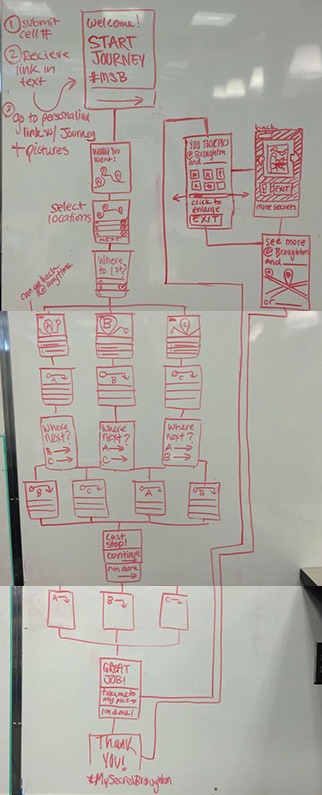 ① submit
cell #
② Recieve
link in
text
③ Go to personalize
link w/ Journey
+ pictures
Welcome!
START
JOURNEY
#MSB
Would you
want:
select
locations
NEXT
Where
to 1st?
can go back
@ anytime
YOU TOOK PICS
@ Broughton
and
click to
enlarge
EXIT
back
EXIT
more secrets
see more
@ Broughton
and
or
A
B
C
A
B
C
Where
next?
B →
C →
Where
next?
A →
C →
Where
next?
A →
B →
B
C
A
B
Last
stop!
continue
I'm done
A
B
C
GREAT
JOB!
take me to
my pics →
I'm done!
THANK
YOU!
#MySecretBroughton